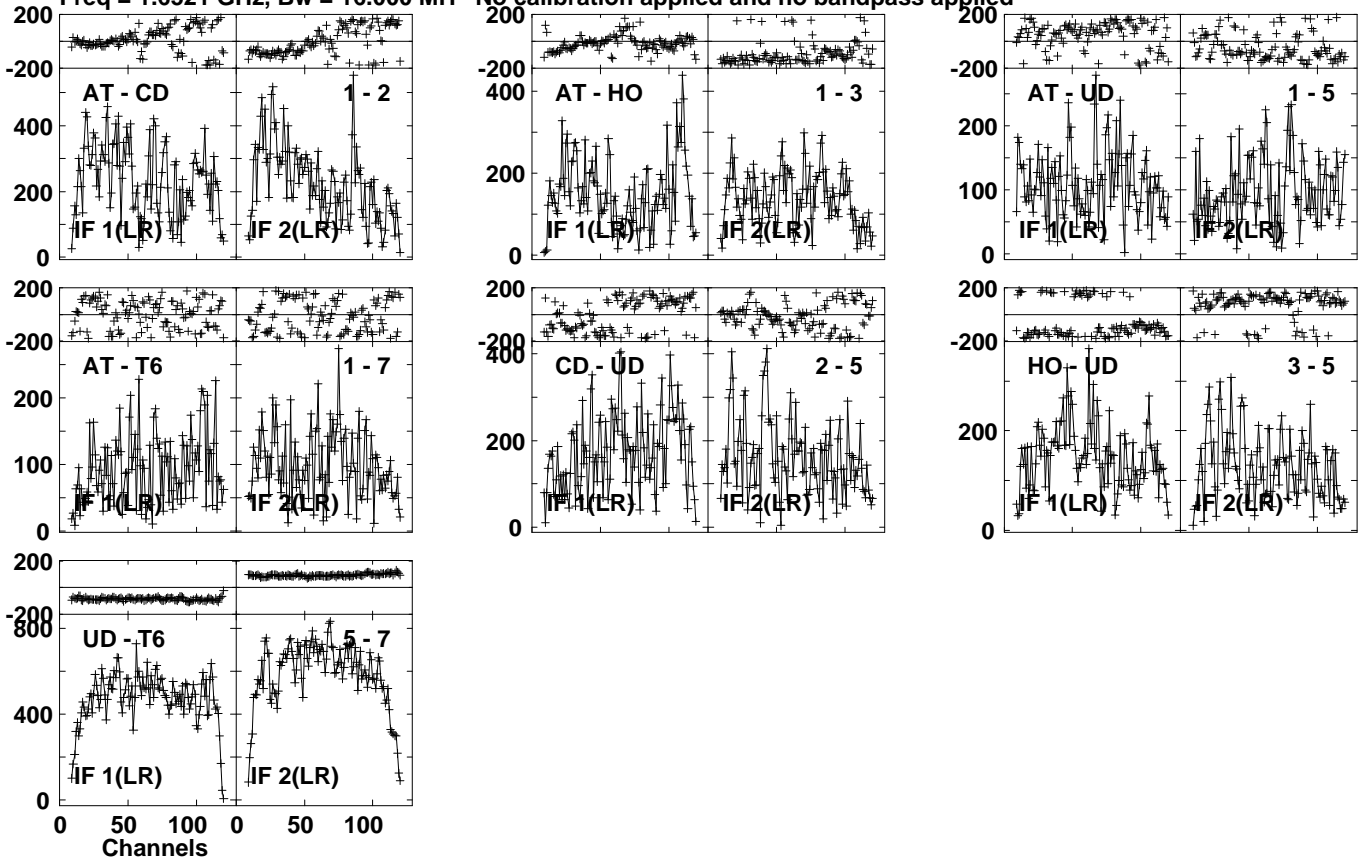 GHz, Bw = 16.000 MH No calibration applied and no bandpass applied
200
-200
AT - CD 1 - 2
400
200
0
IF 1(LR) IF 2(LR)
200
-200
AT - HO 1 - 3
400
200
0
IF 1(LR) IF 2(LR)
200
-200
AT - UD 1 - 5
200
100
0
IF 1(LR) IF 2(LR)
200
-200
AT - T6 1 - 7
200
100
0
IF 1(LR) IF 2(LR)
200
-200
400
CD - UD 2 - 5
200
0
IF 1(LR) IF 2(LR)
200
-200
HO - UD 3 - 5
200
0
IF 1(LR) IF 2(LR)
200
-200
800
UD - T6 5 - 7
400
0
IF 1(LR) IF 2(LR)
0 50 100 0 50 100
Channels